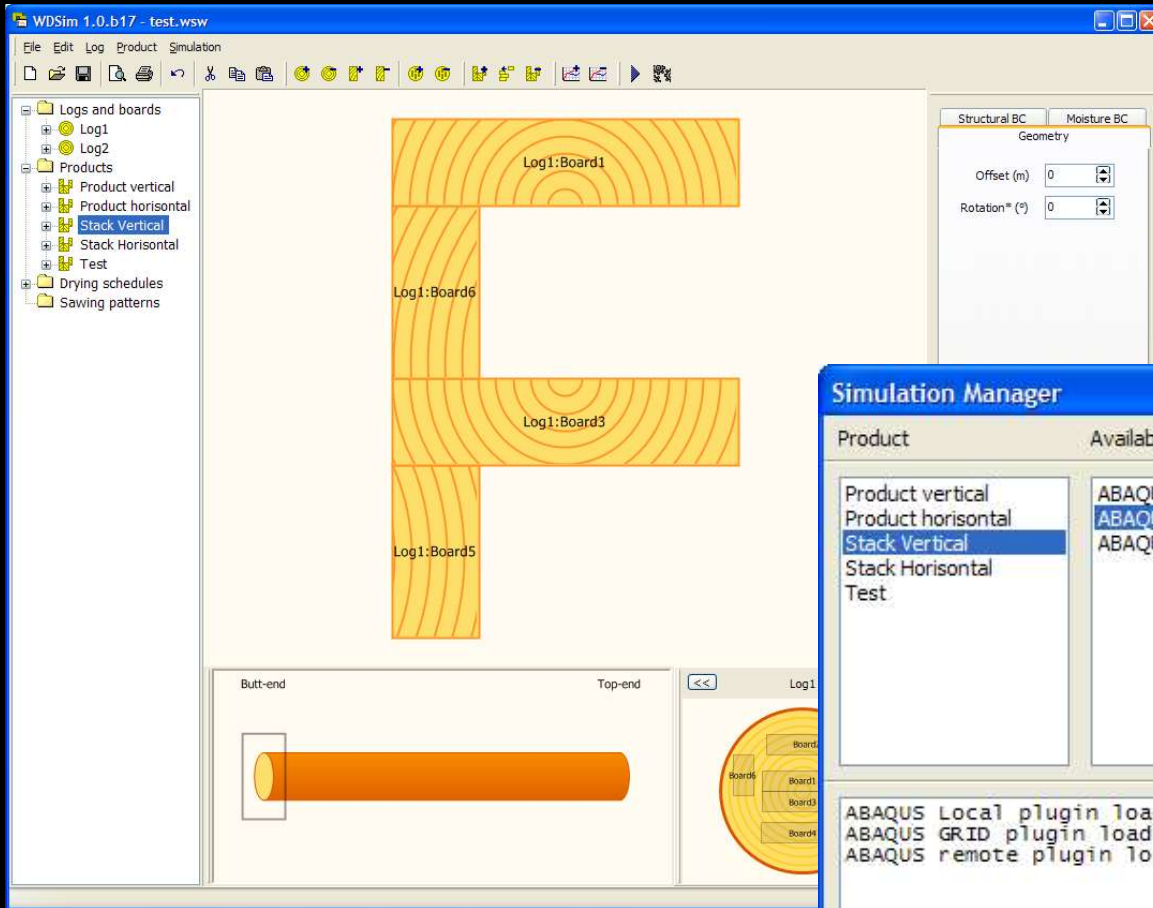 WDSim 1.0.b17 - test.wsw
File Edit Log Product Simulation
Logs and boards
Log1
Log2
Products
Product vertical
Product horisontal
Stack Vertical
Stack Horisontal
Test
Drying schedules
Sawing patterns
Log1:Board1
Log1:Board6
Log1:Board3
Log1:Board5
Structural BC Moisture BC
Geometry
Offset (m) 0
Rotation* (º) 0
Butt-end Top-end
<< Log1
Board6
Board1
Board3
Board4
Simulation Manager
Product
Product vertical
Product horisontal
Stack Vertical
Stack Horisontal
Test
ABAQUS Local plugin
ABAQUS GRID plugin
ABAQUS remote plugin